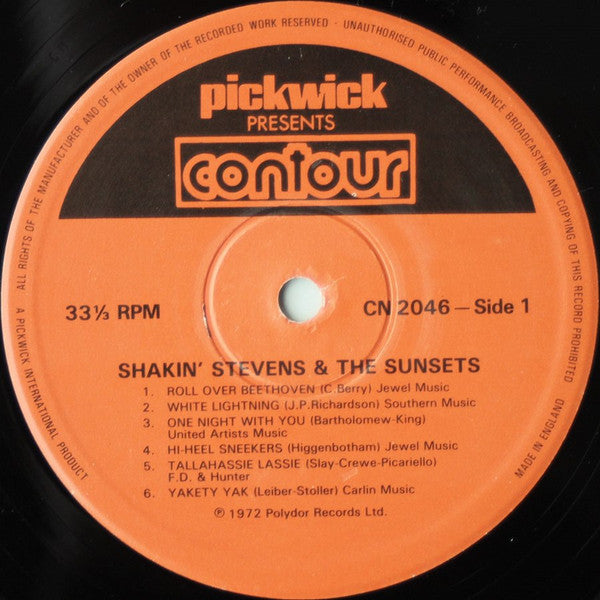 ALL RIGHTS OF THE MANUFACTURER AND OF THE OWNER OF THE RECORDED WORK RESERVED — UNAUTHORISED PUBLIC PERFORMANCE BROADCASTING AND COPYING OF THIS RECORD PROHIBITED
pickwick
PRESENTS
contour
33⅓ RPM
CN 2046 – Side 1
SHAKIN' STEVENS & THE SUNSETS
1. ROLL OVER BEETHOVEN (C.Berry) Jewel Music
2. WHITE LIGHTNING (J.P.Richardson) Southern Music
3. ONE NIGHT WITH YOU (Bartholomew-King)
United Artists Music
4. HI-HEEL SNEEKERS (Higgenbotham) Jewel Music
5. TALLAHASSIE LASSIE (Slay-Crewe-Picariello)
F.D. & Hunter
6. YAKETY YAK (Leiber-Stoller) Carlin Music
℗ 1972 Polydor Records Ltd.
A PICKWICK INTERNATIONAL PRODUCT
MADE IN ENGLAND